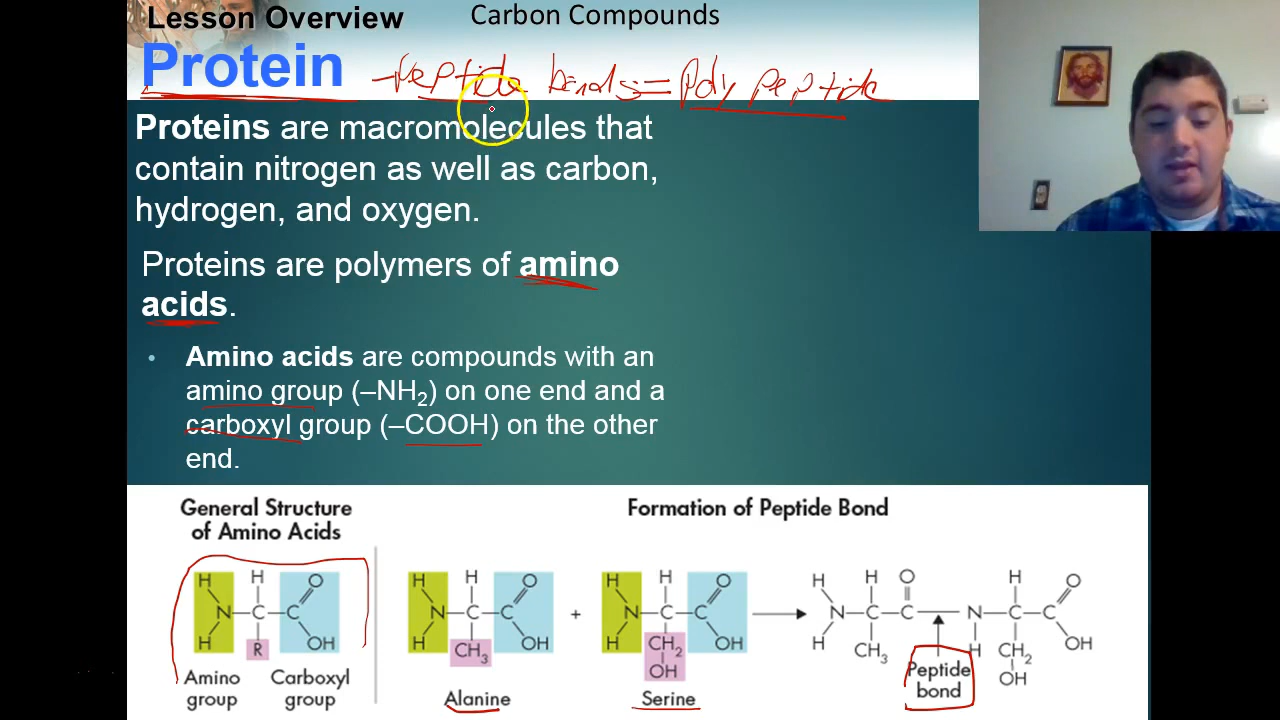 Lesson Overview
Carbon Compounds
Protein
-Peptide bonds = Polypeptide
Proteins are macromolecules that
contain nitrogen as well as carbon,
hydrogen, and oxygen.
Proteins are polymers of amino
acids.
• Amino acids are compounds with an
amino group (–NH₂) on one end and a
carboxyl group (–COOH) on the other
end.
General Structure
of Amino Acids
Formation of Peptide Bond
H H O
N C C
H R OH
Amino
group
Carboxyl
group
H H O
N C C
H CH₃ OH
Alanine
+
H H O
N C C
H CH₂ OH
OH
Serine
H H O H O
N C C N C C
H CH₃ H CH₂ OH
OH
Peptide
bond